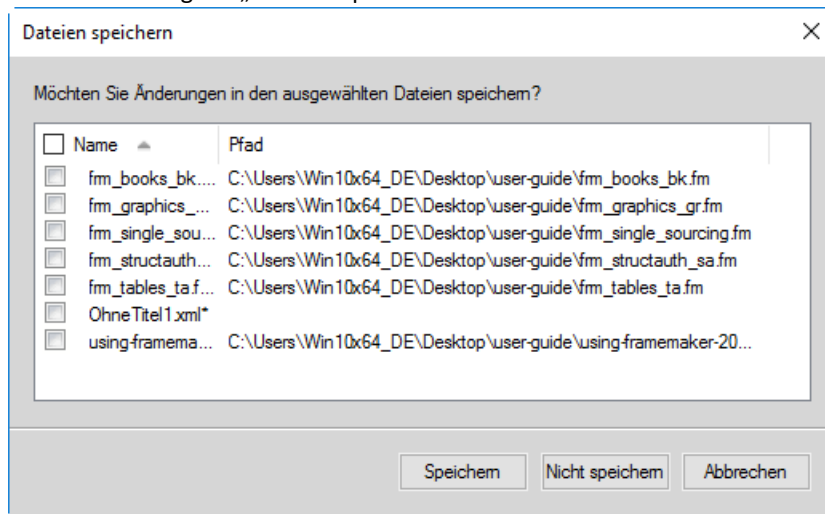 Dateien speichern
Möchten Sie Änderungen in den ausgewählten Dateien speichern?
Name Pfad
frm_books_bk.... C:\Users\Win10x64_DE\Desktop\user-guide\frm_books_bk.fm
frm_graphics_... C:\Users\Win10x64_DE\Desktop\user-guide\frm_graphics_gr.fm
frm_single_sou... C:\Users\Win10x64_DE\Desktop\user-guide\frm_single_sourcing.fm
frm_structauth... C:\Users\Win10x64_DE\Desktop\user-guide\frm_structauth_sa.fm
frm_tables_ta.f... C:\Users\Win10x64_DE\Desktop\user-guide\frm_tables_ta.fm
OhneTitel1.xml*
using-framema... C:\Users\Win10x64_DE\Desktop\user-guide\using-framemaker-20...
Speichern Nicht speichern Abbrechen